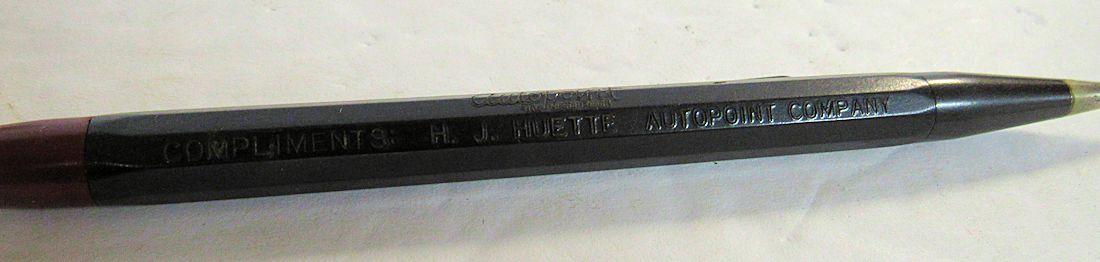 Autopoint
COMPLIMENTS: H. J. HUETTE AUTOPOINT COMPANY